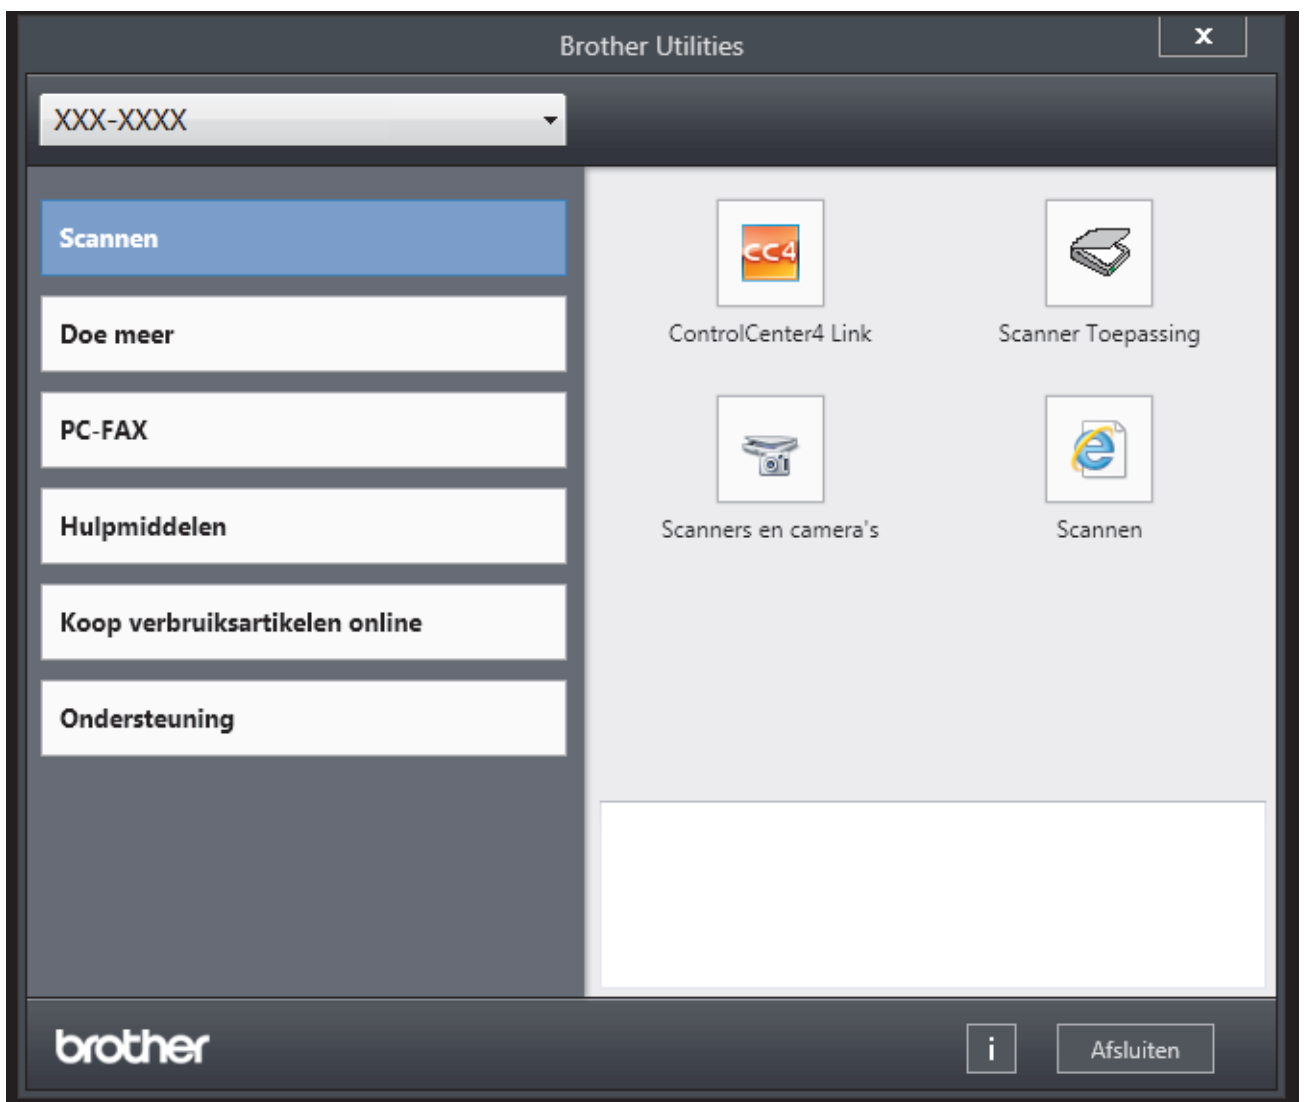 Brother Utilities
x
XXX-XXXX
Scannen
Doe meer
PC-FAX
Hulpmiddelen
Koop verbruiksartikelen online
Ondersteuning
CC4
ControlCenter4 Link
Scanner Toepassing
Scanners en camera's
Scannen
brother
i
Afsluiten